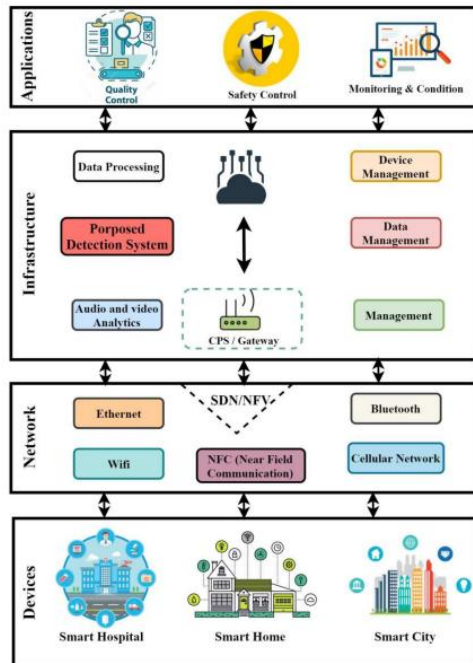 Applications
Quality
Control
Safety Control
Monitoring & Condition
Infrastructure
Data Processing
Device
Management
Porposed
Detection System
Data
Management
Audio and video
Analytics
CPS / Gateway
Management
Network
SDN/NFV
Ethernet
Bluetooth
Wifi
NFC (Near Field
Communication)
Cellular Network
Devices
Smart Hospital
Smart Home
Smart City